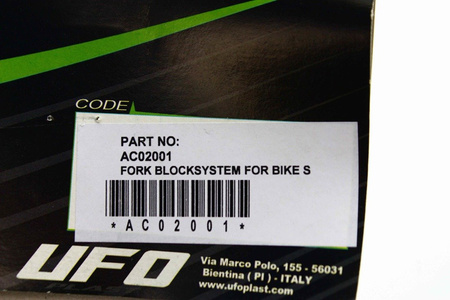 CODE
PART NO:
AC02001
FORK BLOCKSYSTEM FOR BIKE S
*AC02001*
UFO
Via Marco Polo, 155 - 56031
Bientina ( PI ) - ITALY
www.ufoplast.com